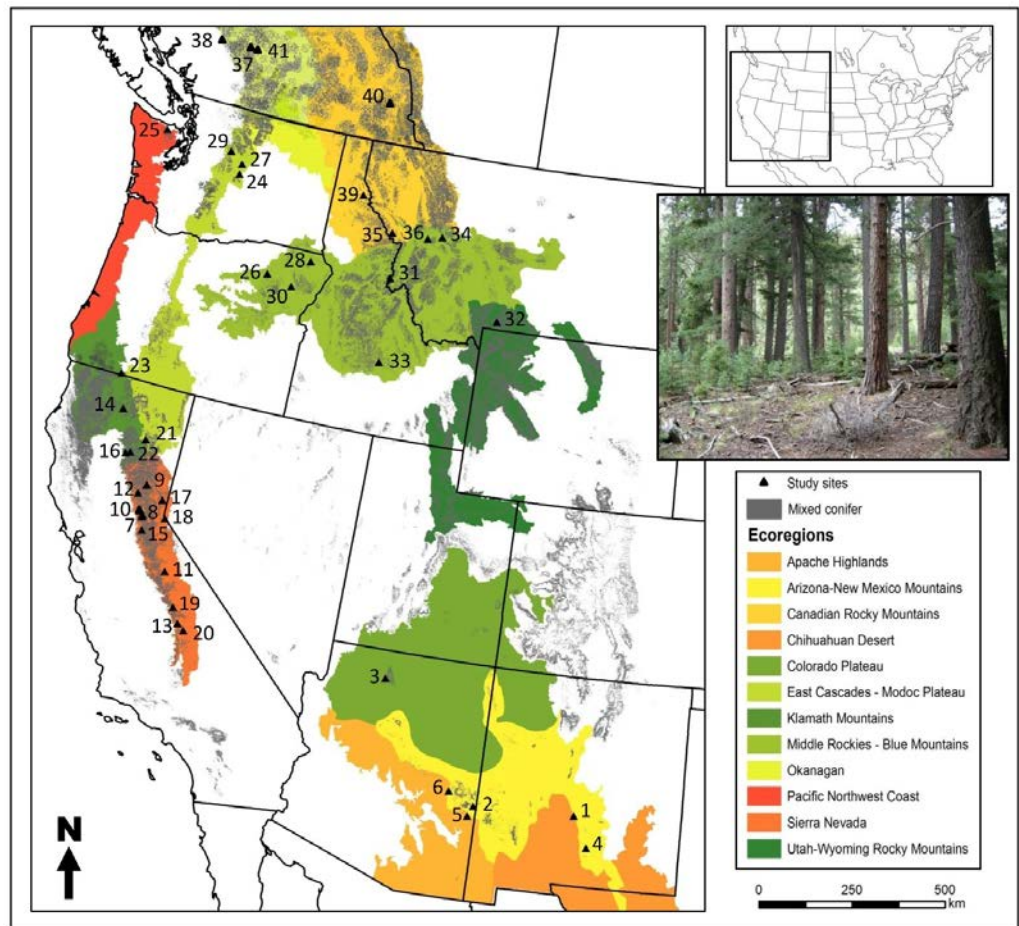 38
41
37
40
25
29
27
24
39
35
36
34
28
26
31
30
32
33
23
14
21
16
22
9
12
17
10
8
18
7
15
11
19
13
20
3
6
2
5
1
4
N
Study sites
Mixed conifer
Ecoregions
Apache Highlands
Arizona-New Mexico Mountains
Canadian Rocky Mountains
Chihuahuan Desert
Colorado Plateau
East Cascades - Modoc Plateau
Klamath Mountains
Middle Rockies - Blue Mountains
Okanagan
Pacific Northwest Coast
Sierra Nevada
Utah-Wyoming Rocky Mountains
0 250 500
km